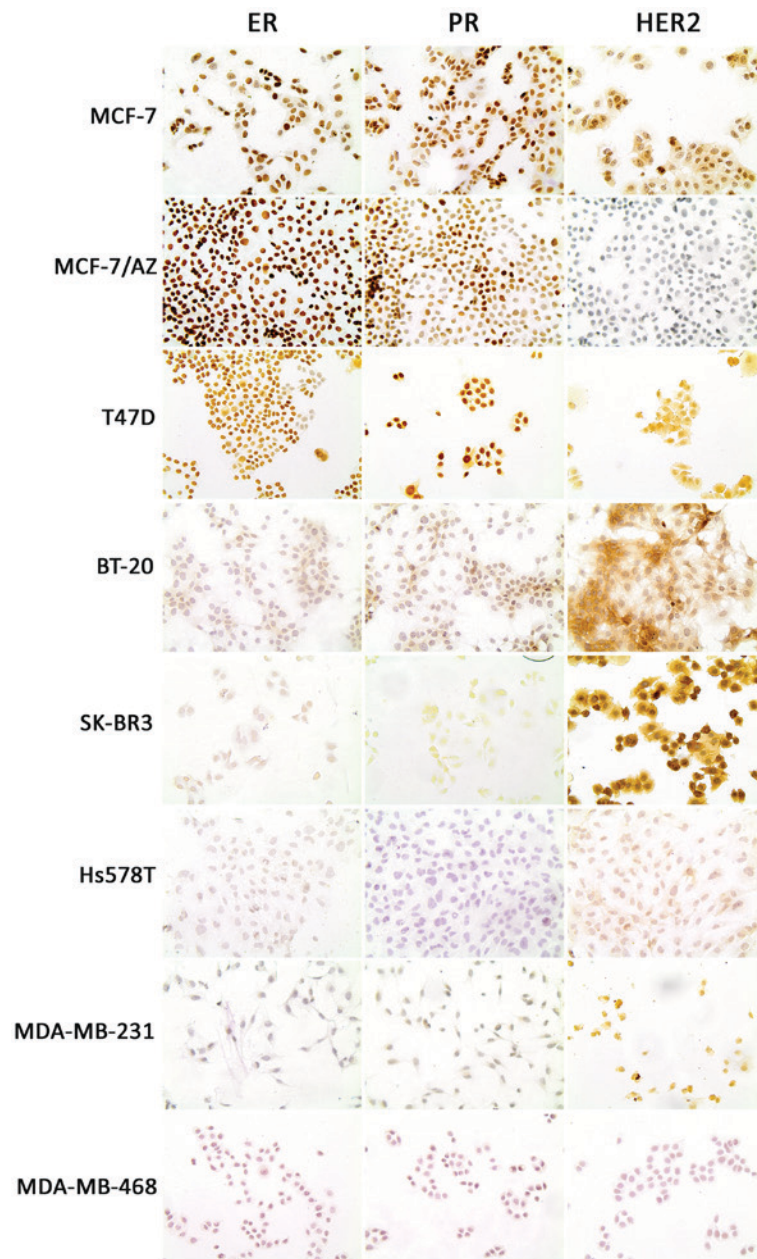 ER PR HER2
MCF-7
MCF-7/AZ
T47D
BT-20
SK-BR3
Hs578T
MDA-MB-231
MDA-MB-468